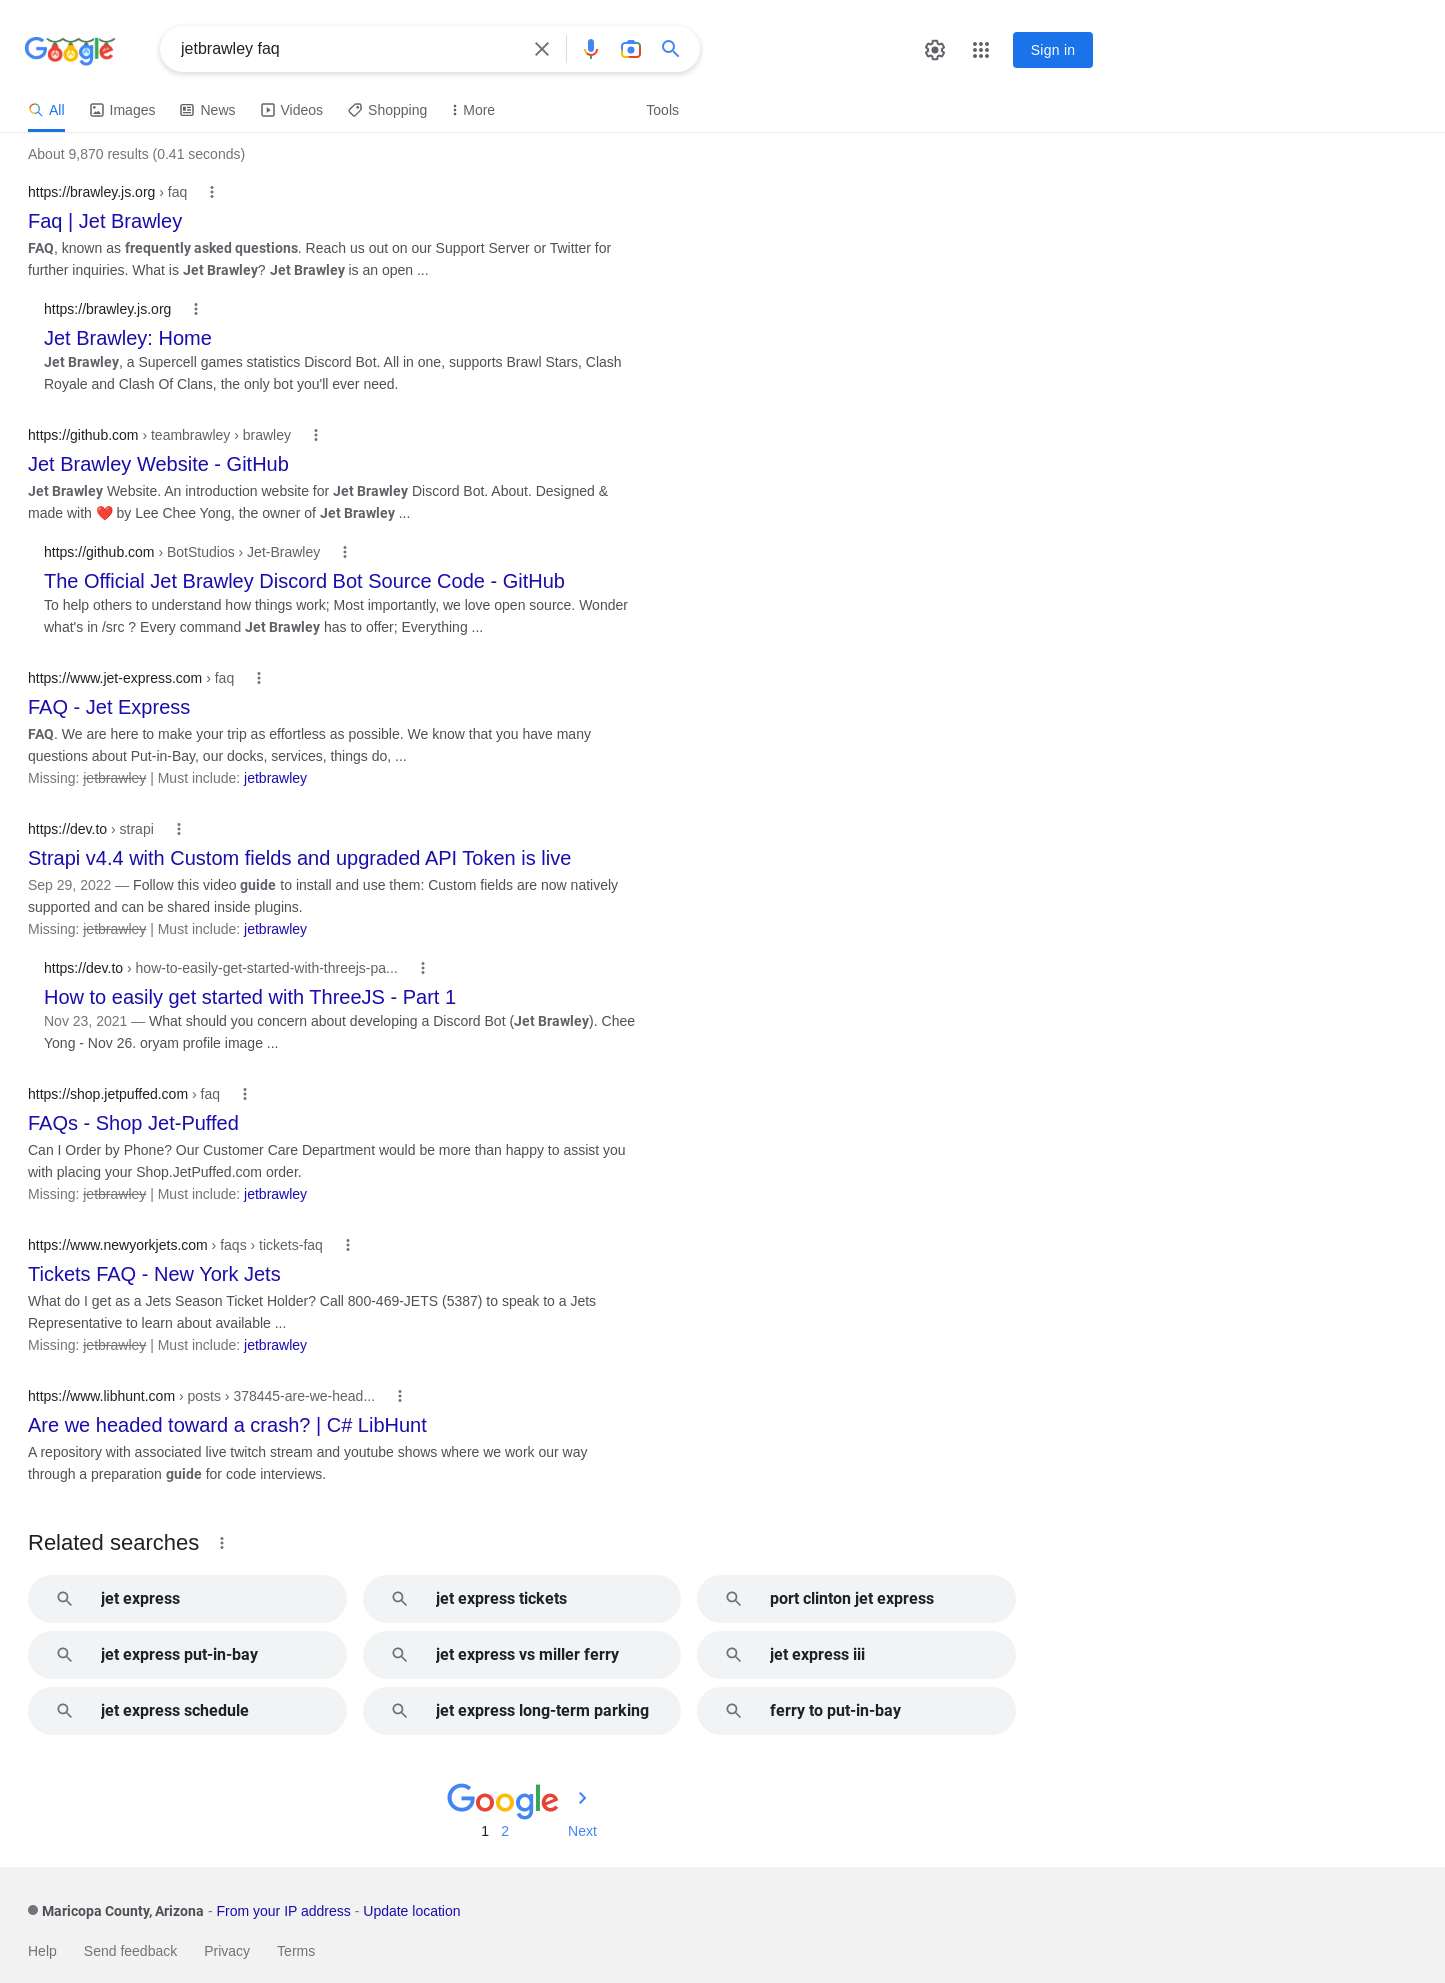 Google
jetbrawley faq
Sign in
All
Images
News
Videos
Shopping
More
Tools
About 9,870 results (0.41 seconds)
https://brawley.js.org › faq
Faq | Jet Brawley
FAQ, known as frequently asked questions. Reach us out on our Support Server or Twitter for
further inquiries. What is Jet Brawley? Jet Brawley is an open ...
https://brawley.js.org
Jet Brawley: Home
Jet Brawley, a Supercell games statistics Discord Bot. All in one, supports Brawl Stars, Clash
Royale and Clash Of Clans, the only bot you'll ever need.
https://github.com › teambrawley › brawley
Jet Brawley Website - GitHub
Jet Brawley Website. An introduction website for Jet Brawley Discord Bot. About. Designed &
made with ❤️ by Lee Chee Yong, the owner of Jet Brawley ...
https://github.com › BotStudios › Jet-Brawley
The Official Jet Brawley Discord Bot Source Code - GitHub
To help others to understand how things work; Most importantly, we love open source. Wonder
what's in /src ? Every command Jet Brawley has to offer; Everything ...
https://www.jet-express.com › faq
FAQ - Jet Express
FAQ. We are here to make your trip as effortless as possible. We know that you have many
questions about Put-in-Bay, our docks, services, things do, ...
Missing: jetbrawley | Must include: jetbrawley
https://dev.to › strapi
Strapi v4.4 with Custom fields and upgraded API Token is live
Sep 29, 2022 — Follow this video guide to install and use them: Custom fields are now natively
supported and can be shared inside plugins.
Missing: jetbrawley | Must include: jetbrawley
https://dev.to › how-to-easily-get-started-with-threejs-pa...
How to easily get started with ThreeJS - Part 1
Nov 23, 2021 — What should you concern about developing a Discord Bot (Jet Brawley). Chee
Yong - Nov 26. oryam profile image ...
https://shop.jetpuffed.com › faq
FAQs - Shop Jet-Puffed
Can I Order by Phone? Our Customer Care Department would be more than happy to assist you
with placing your Shop.JetPuffed.com order.
Missing: jetbrawley | Must include: jetbrawley
https://www.newyorkjets.com › faqs › tickets-faq
Tickets FAQ - New York Jets
What do I get as a Jets Season Ticket Holder? Call 800-469-JETS (5387) to speak to a Jets
Representative to learn about available ...
Missing: jetbrawley | Must include: jetbrawley
https://www.libhunt.com › posts › 378445-are-we-head...
Are we headed toward a crash? | C# LibHunt
A repository with associated live twitch stream and youtube shows where we work our way
through a preparation guide for code interviews.
Related searches
jet express
jet express tickets
port clinton jet express
jet express put-in-bay
jet express vs miller ferry
jet express iii
jet express schedule
jet express long-term parking
ferry to put-in-bay
Google
1 2 Next
Maricopa County, Arizona - From your IP address - Update location
Help Send feedback Privacy Terms